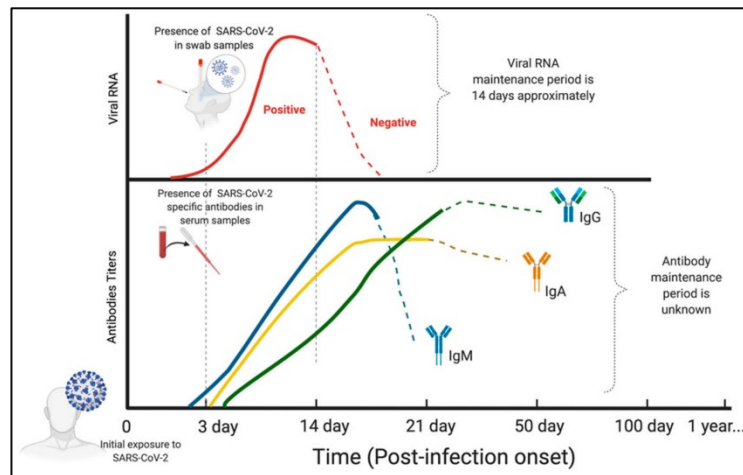 Presence of SARS-CoV-2
in swab samples
Viral RNA
Positive
Negative
Viral RNA
maintenance period is
14 days approximately
Presence of SARS-CoV-2
specific antibodies in
serum samples
Antibodies Titers
IgG
IgA
IgM
Antibody
maintenance
period is
unknown
Initial exposure to
SARS-CoV-2
0
3 day
14 day
21 day
50 day
100 day
1 year...
Time (Post-infection onset)